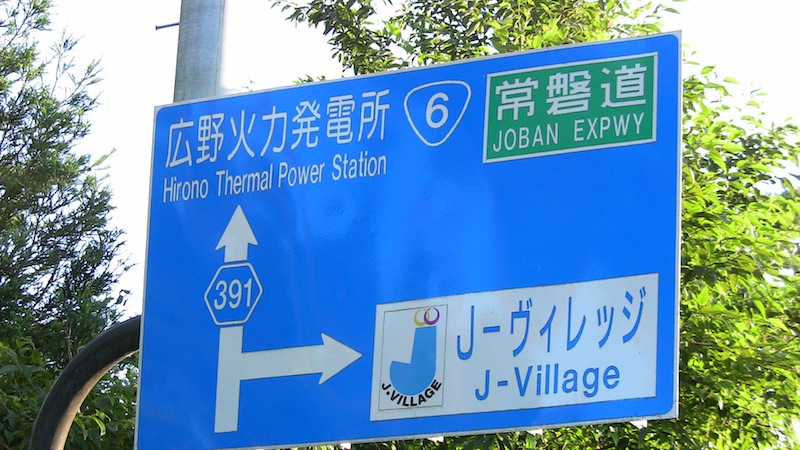 広野火力発電所 6 常磐道
Hirono Thermal Power Station JOBAN EXPWY
391
J-ヴィレッジ
J-Village
J.VILLAGE